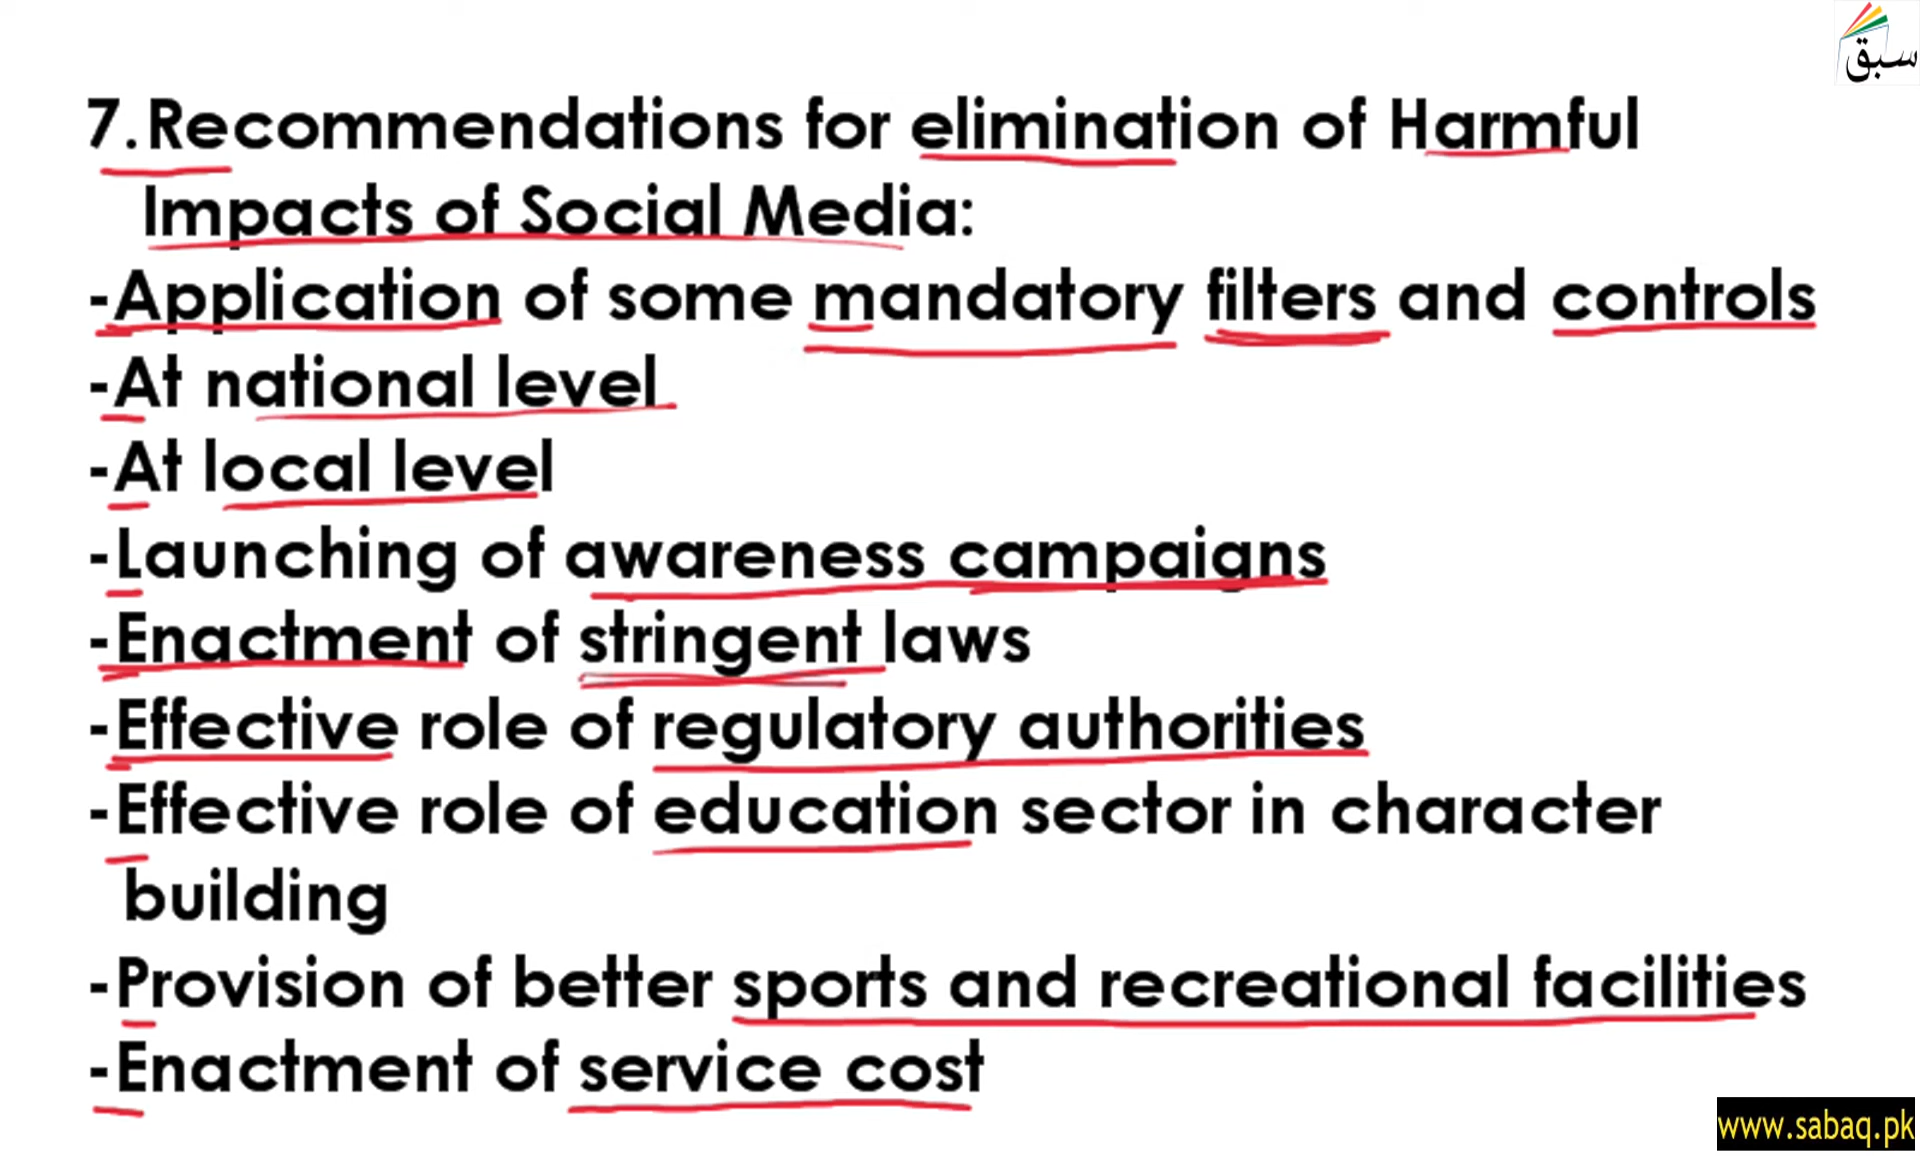 سبق
7.Recommendations for elimination of Harmful
Impacts of Social Media:
-Application of some mandatory filters and controls
-At national level
-At local level
-Launching of awareness campaigns
-Enactment of stringent laws
-Effective role of regulatory authorities
-Effective role of education sector in character
building
-Provision of better sports and recreational facilities
-Enactment of service cost
www.sabaq.pk